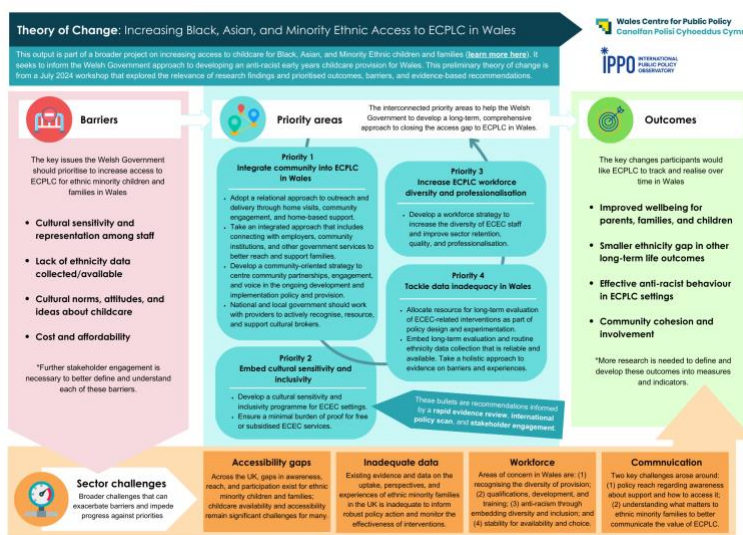 Theory of Change: Increasing Black, Asian, and Minority Ethnic Access to ECPLC in Wales
Wales Centre for Public Policy
Canolfan Polisi Cyhoeddus Cymru
This output is part of a broader project on increasing access to childcare for Black, Asian, and Minority Ethnic children and families (learn more here). It
seeks to inform the Welsh Government approach to developing an anti-racist early years childcare provision for Wales. This preliminary theory of change is
from a July 2024 workshop that explored the relevance of research findings and prioritised outcomes, barriers, and evidence-based recommendations.
IPPO
INTERNATIONAL
PUBLIC POLICY
OBSERVATORY
Barriers
The key issues the Welsh Government
should prioritise to increase access to
ECPLC for ethnic minority children and
families in Wales
• Cultural sensitivity and
representation among staff
• Lack of ethnicity data
collected/available
• Cultural norms, attitudes, and
ideas about childcare
• Cost and affordability
*Further stakeholder engagement is
necessary to better define and understand
each of these barriers.
Priority areas
The interconnected priority areas to help the Welsh
Government to develop a long-term, comprehensive
approach to closing the access gap to ECPLC in Wales.
Priority 1
Integrate community into ECPLC
in Wales
• Adopt a relational approach to outreach and
delivery through home visits, community
engagement, and home-based support.
• Take an integrated approach that includes
connecting with employers, community
institutions, and other government services to
better reach and support families.
• Develop a community-oriented strategy to
centre community partnerships, engagement,
and voice in the ongoing development and
implementation policy and provision.
• National and local government should work
with providers to actively recognise, resource,
and support cultural brokers.
Priority 2
Embed cultural sensitivity and
inclusivity
• Develop a cultural sensitivity and
inclusivity programme for ECEC settings.
• Ensure a minimal burden of proof for free
or subsidised ECEC services.
Priority 3
Increase ECPLC workforce
diversity and professionalisation
• Develop a workforce strategy to
increase the diversity of ECEC staff
and improve sector retention,
quality, and professionalisation.
Priority 4
Tackle data inadequacy in Wales
• Allocate resource for long-term evaluation
of ECEC-related interventions as part of
policy design and experimentation.
• Embed long-term evaluation and routine
ethnicity data collection that is reliable and
available. Take a holistic approach to
evidence on barriers and experiences.
These bullets are recommendations informed
by a rapid evidence review, international
policy scan, and stakeholder engagement.
Outcomes
The key changes participants would
like ECPLC to track and realise over
time in Wales
• Improved wellbeing for
parents, families, and children
• Smaller ethnicity gap in other
long-term life outcomes
• Effective anti-racist behaviour
in ECPLC settings
• Community cohesion and
involvement
*More research is needed to define and
develop these outcomes into measures
and indicators.
Sector challenges
Broader challenges that can
exacerbate barriers and impede
progress against priorities
Accessibility gaps
Across the UK, gaps in awareness,
reach, and participation exist for ethnic
minority children and families;
childcare availability and accessibility
remain significant challenges for many.
Inadequate data
Existing evidence and data on the
uptake, perspectives, and
experiences of ethnic minority families
in the UK is inadequate to inform
robust policy action and monitor the
effectiveness of interventions.
Workforce
Areas of concern in Wales are: (1)
recognising the diversity of provision;
(2) qualifications, development, and
training; (3) anti-racism through
embedding diversity and inclusion; and
(4) stability for availability and choice.
Commnuication
Two key challenges arose around:
(1) policy reach regarding awareness
about support and how to access it;
(2) understanding what matters to
ethnic minority families to better
communicate the value of ECPLC.